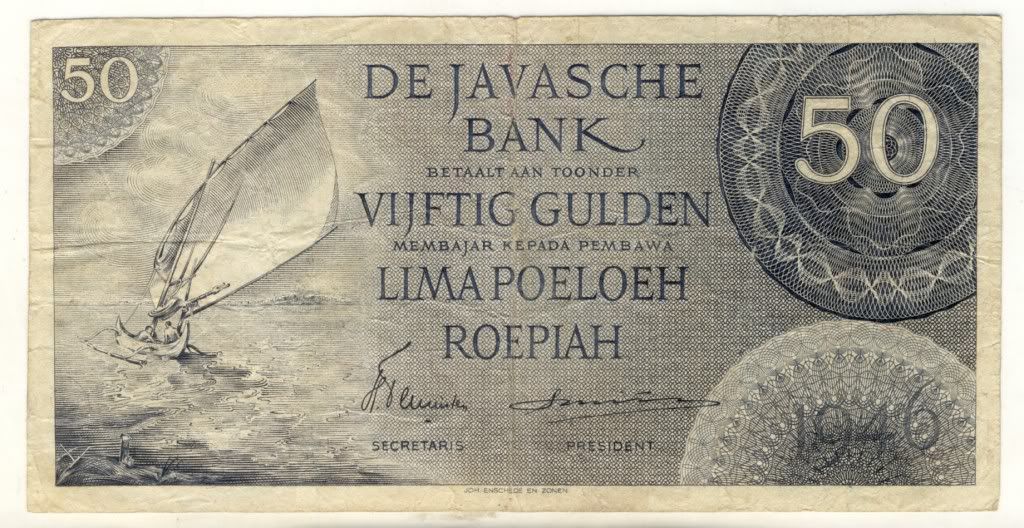 50
DE JAVASCHE
BANK
50
BETAALT AAN TOONDER
VIJFTIG GULDEN
MEMBAJAR KEPADA PEMBAWA
LIMA POELOEH
ROEPIAH
SECRETARIS
PRESIDENT
1946
JOH. ENSCHEDE EN ZONEN